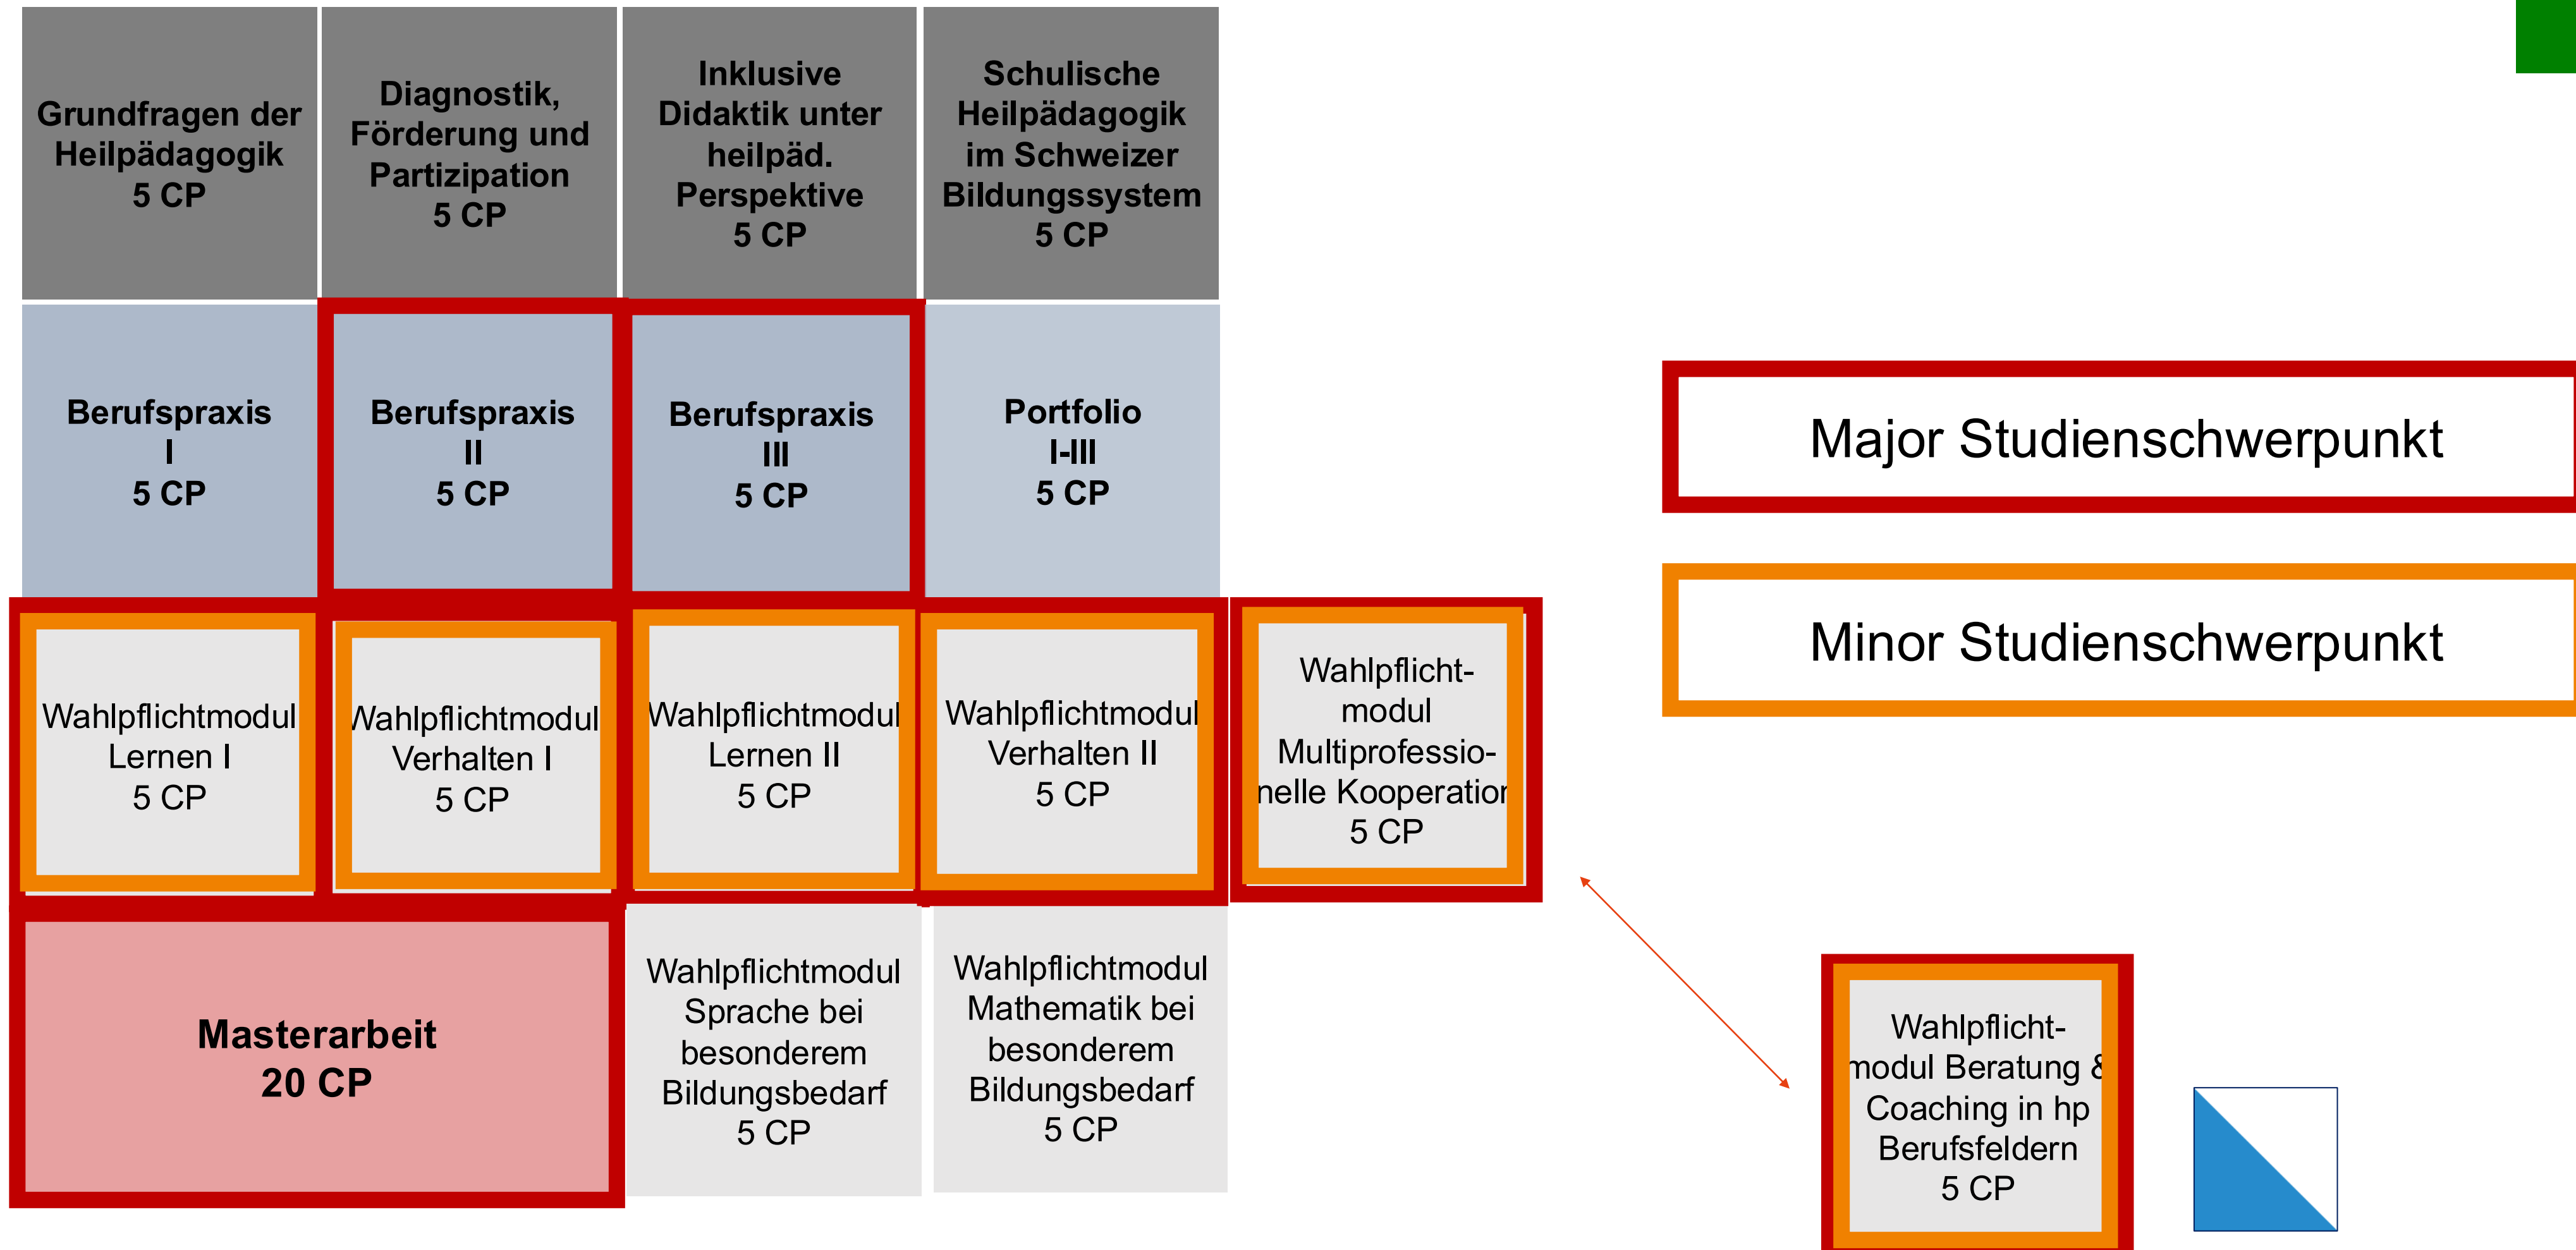 Grundfragen der
Heilpädagogik
5 CP
Diagnostik,
Förderung und
Partizipation
5 CP
Inklusive
Didaktik unter
heilpäd.
Perspektive
5 CP
Schulische
Heilpädagogik
im Schweizer
Bildungssystem
5 CP
Berufspraxis
I
5 CP
Berufspraxis
II
5 CP
Berufspraxis
III
5 CP
Portfolio
I-III
5 CP
Major Studienschwerpunkt
Minor Studienschwerpunkt
Wahlpflichtmodul
Lernen I
5 CP
Wahlpflichtmodul
Verhalten I
5 CP
Wahlpflichtmodul
Lernen II
5 CP
Wahlpflichtmodul
Verhalten II
5 CP
Wahlpflicht-
modul
Multiprofessio-
nelle Kooperation
5 CP
Masterarbeit
20 CP
Wahlpflichtmodul
Sprache bei
besonderem
Bildungsbedarf
5 CP
Wahlpflichtmodul
Mathematik bei
besonderem
Bildungsbedarf
5 CP
Wahlpflicht-
modul Beratung &
Coaching in hp
Berufsfeldern
5 CP